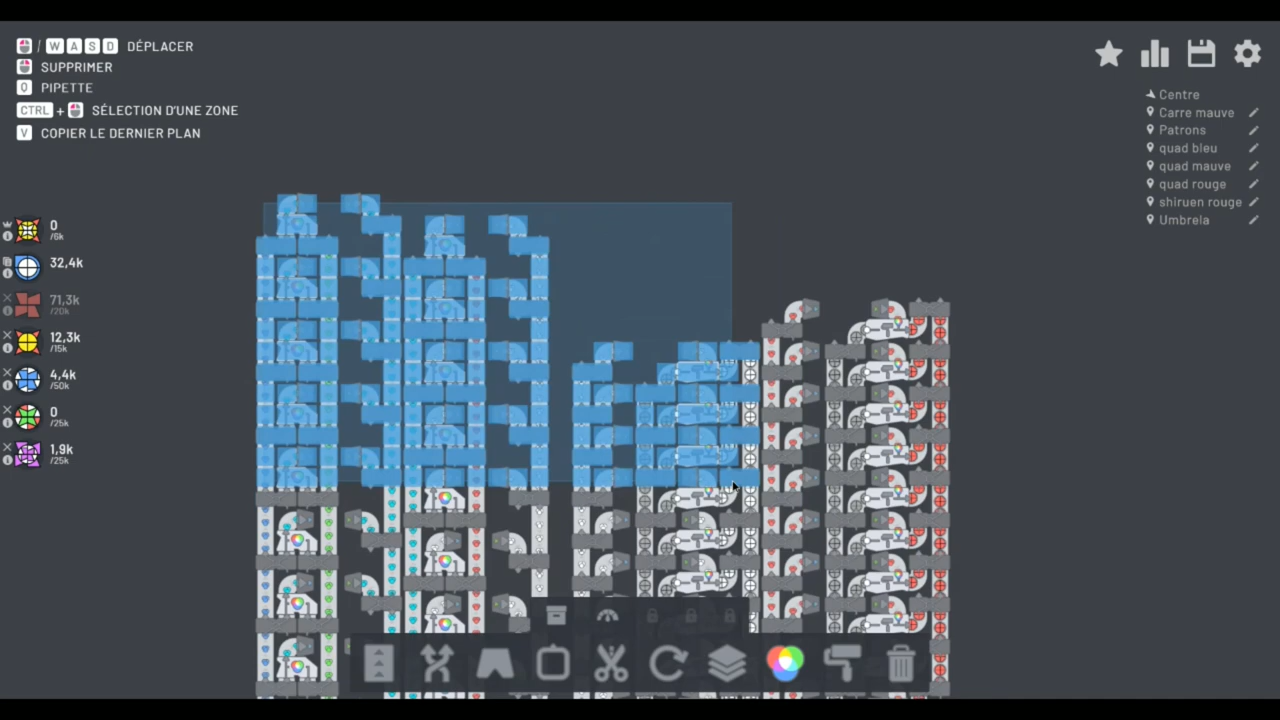 / W A S D DÉPLACER
SUPPRIMER
Q PIPETTE
CTRL + SÉLECTION D'UNE ZONE
V COPIER LE DERNIER PLAN
Centre
Carre mauve
Patrons
quad bleu
quad mauve
quad rouge
shiruen rouge
Umbrela
0
/6k
32,4k
71,3k
/20k
12,3k
/15k
4,4k
/50k
0
/25k
1,9k
/25k